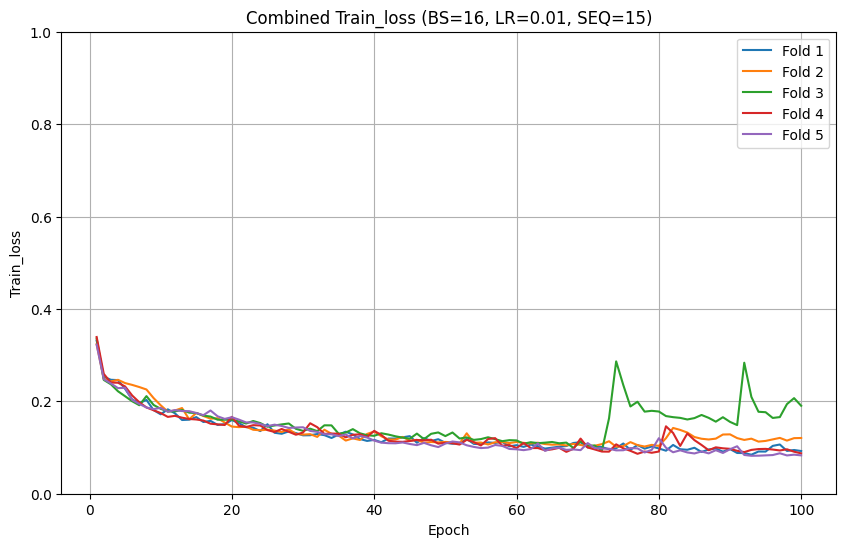 Combined Train_loss (BS=16, LR=0.01, SEQ=15)
1.0
0.8
0.6
0.4
0.2
0.0
Train_loss
0 20 40 60 80 100
Epoch
Fold 1
Fold 2
Fold 3
Fold 4
Fold 5